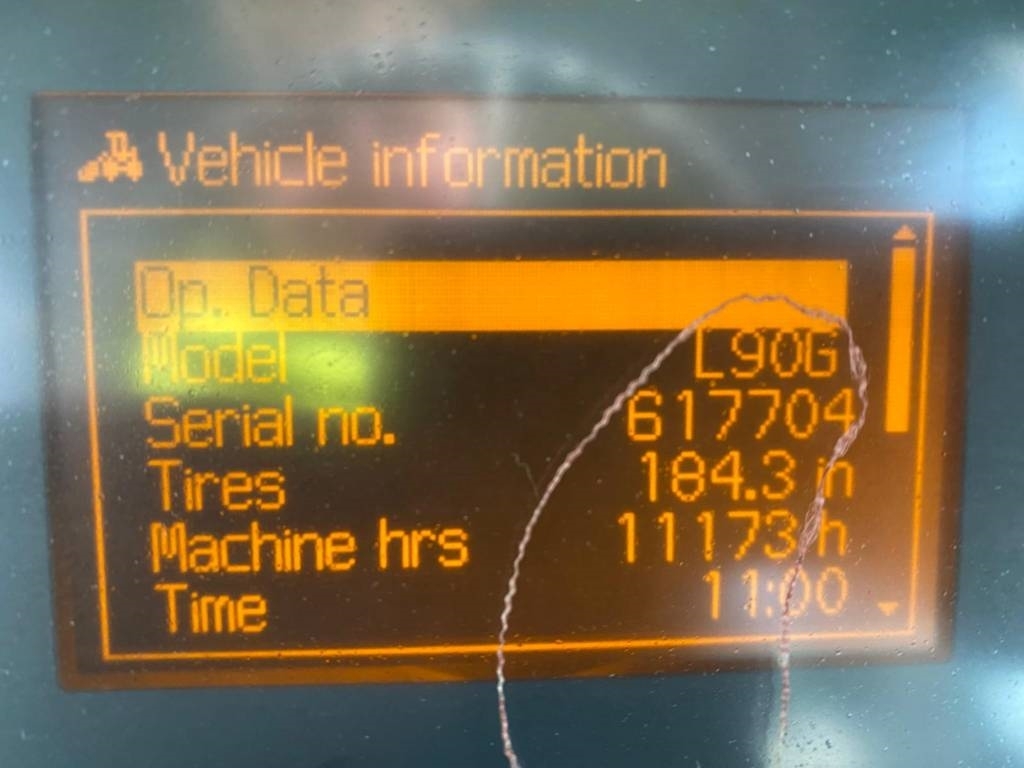 Vehicle information
Op. Data
Model L90G
Serial no. 617704
Tires 184.3 in
Machine hrs 11173 h
Time 11:00